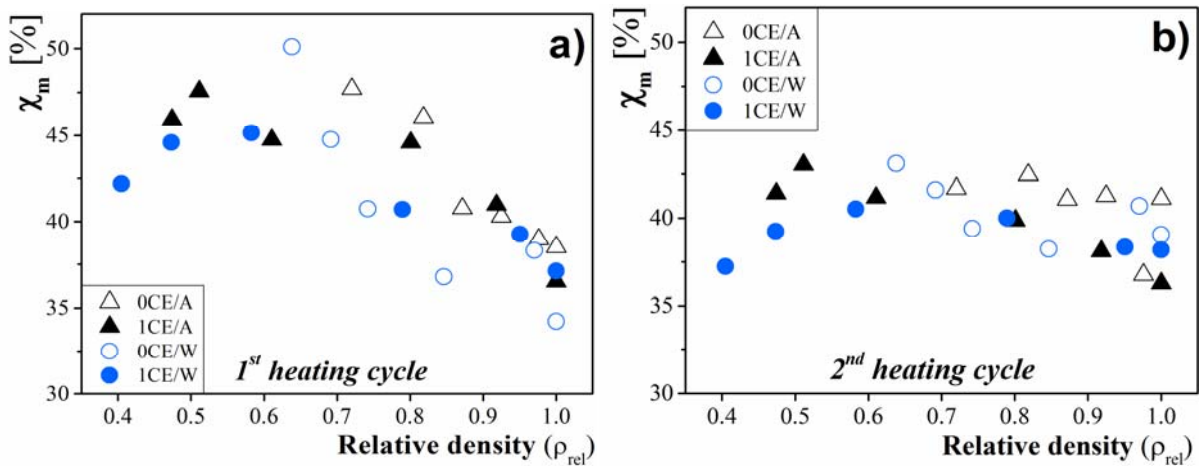 a)
χm [%]
50
45
40
35
30
0CE/A
1CE/A
0CE/W
1CE/W
1st heating cycle
0.4 0.5 0.6 0.7 0.8 0.9 1.0
Relative density (ρrel)
b)
χm [%]
50
45
40
35
30
0CE/A
1CE/A
0CE/W
1CE/W
2nd heating cycle
0.4 0.5 0.6 0.7 0.8 0.9 1.0
Relative density (ρrel)